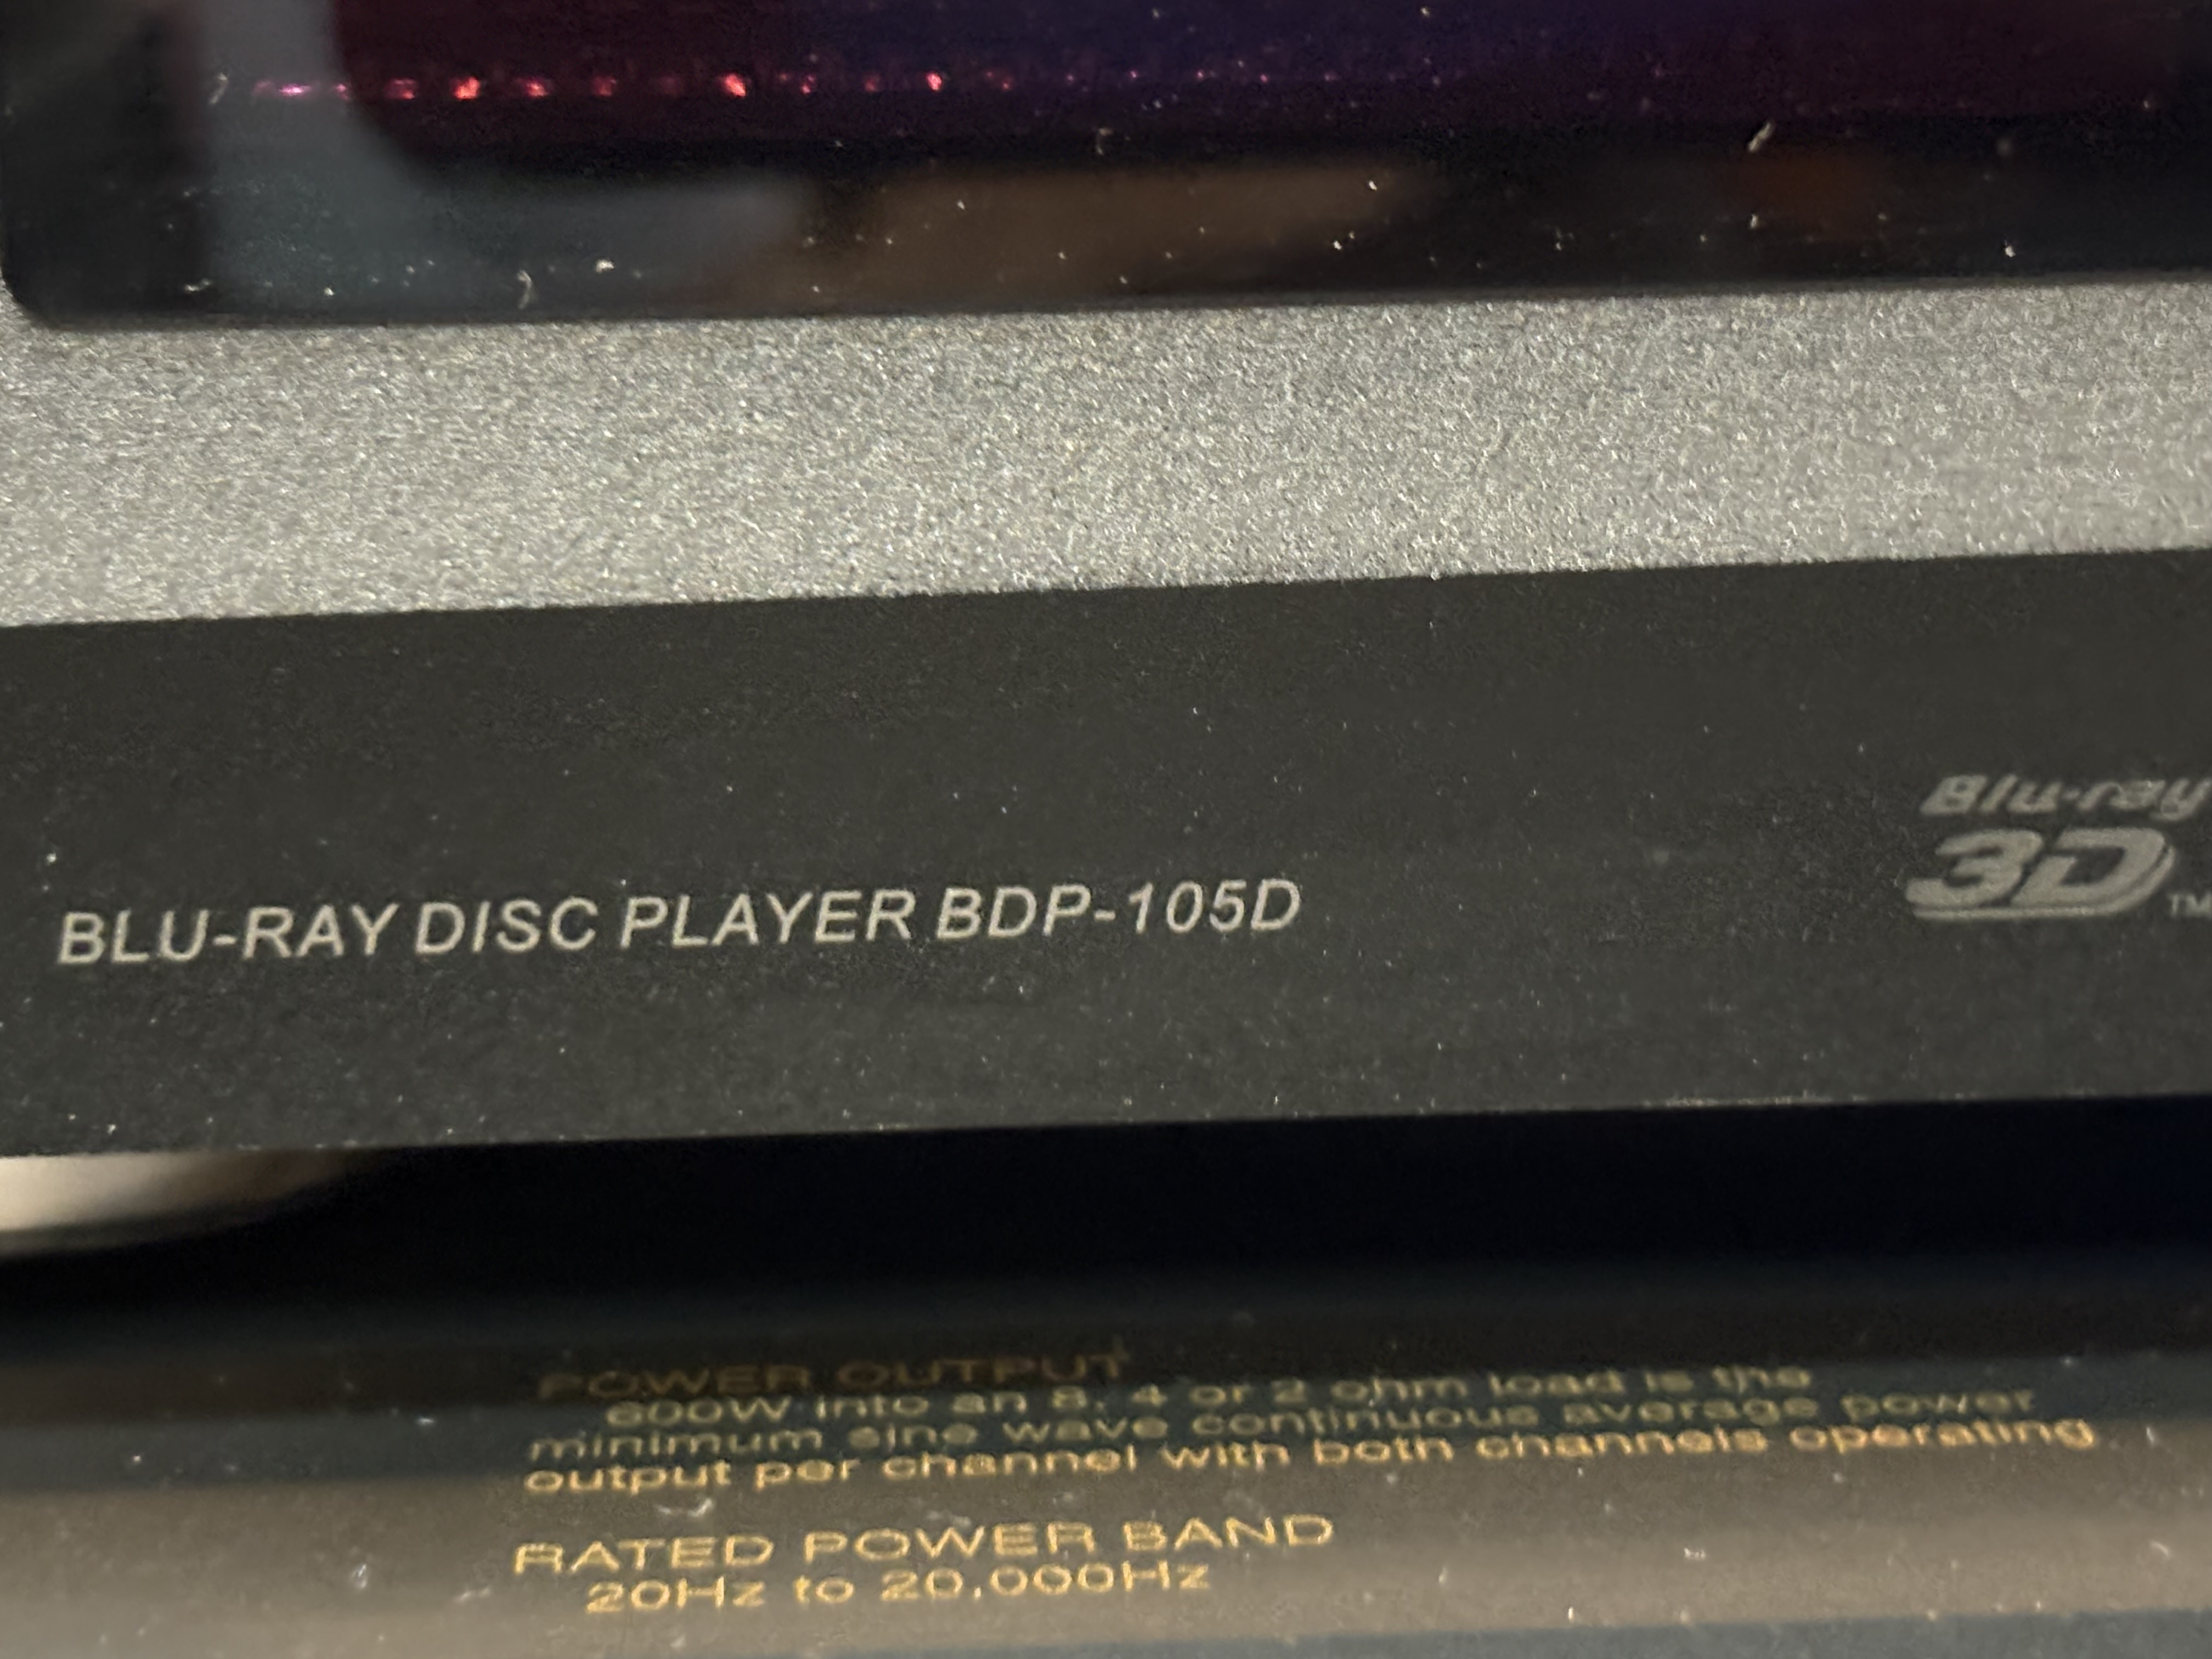 BLU-RAY DISC PLAYER BDP-105D
Blu-ray
3D TM
POWER OUTPUT
600W into an 8, 4 or 2 ohm load is the
minimum sine wave continuous average power
output per channel with both channels operating
RATED POWER BAND
20Hz to 20,000Hz